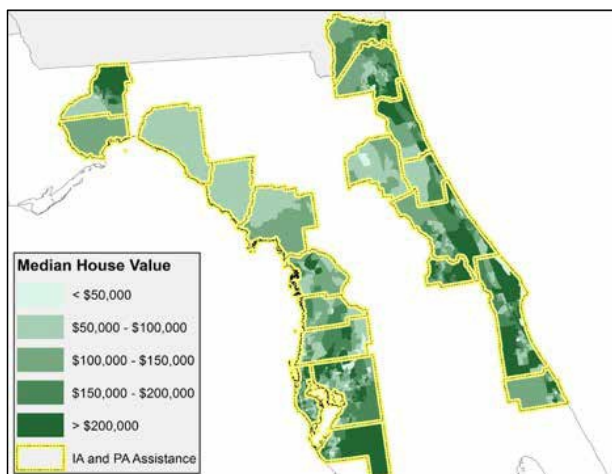 Median House Value
< $50,000
$50,000 - $100,000
$100,000 - $150,000
$150,000 - $200,000
> $200,000
IA and PA Assistance